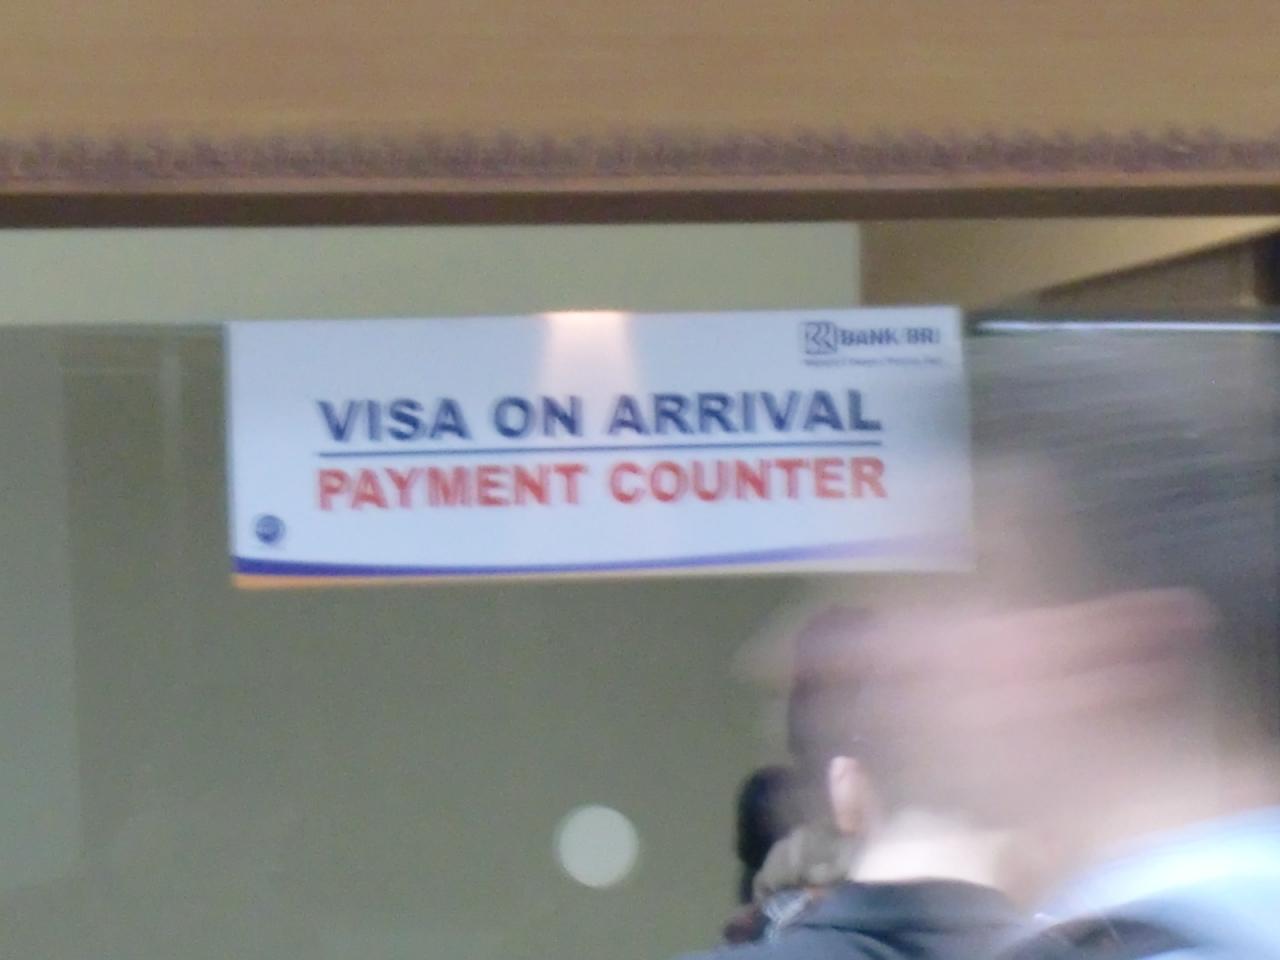 BANK BRI
VISA ON ARRIVAL
PAYMENT COUNTER